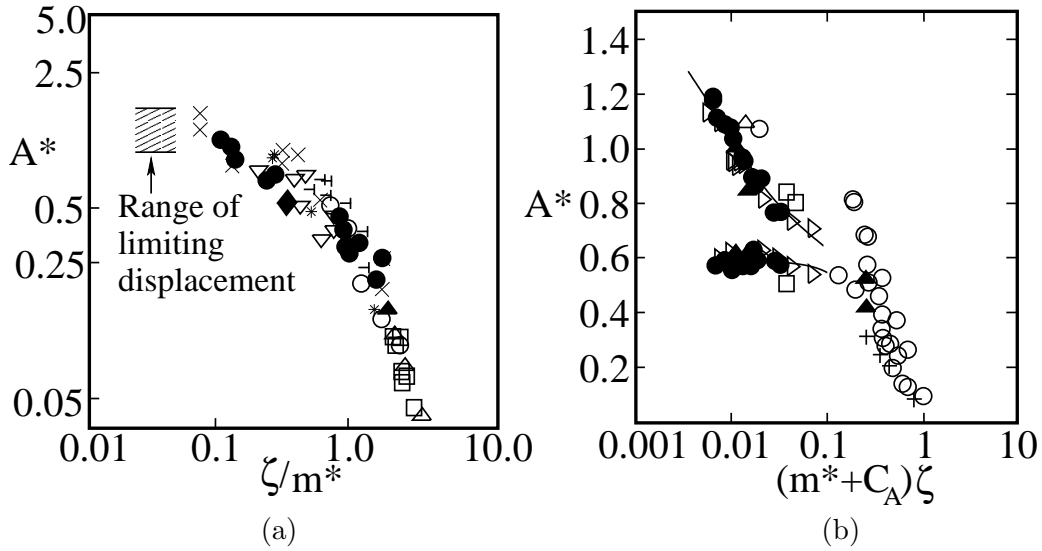 5.0
2.5
A*
0.5
0.25
0.05
Range of
limiting
displacement
0.01
0.1
1.0
10.0
ζ/m*
(a)
1.4
1.2
1.0
A*
0.8
0.6
0.4
0.2
0.001
0.01
0.1
1
10
(m*+C_A)ζ
(b)